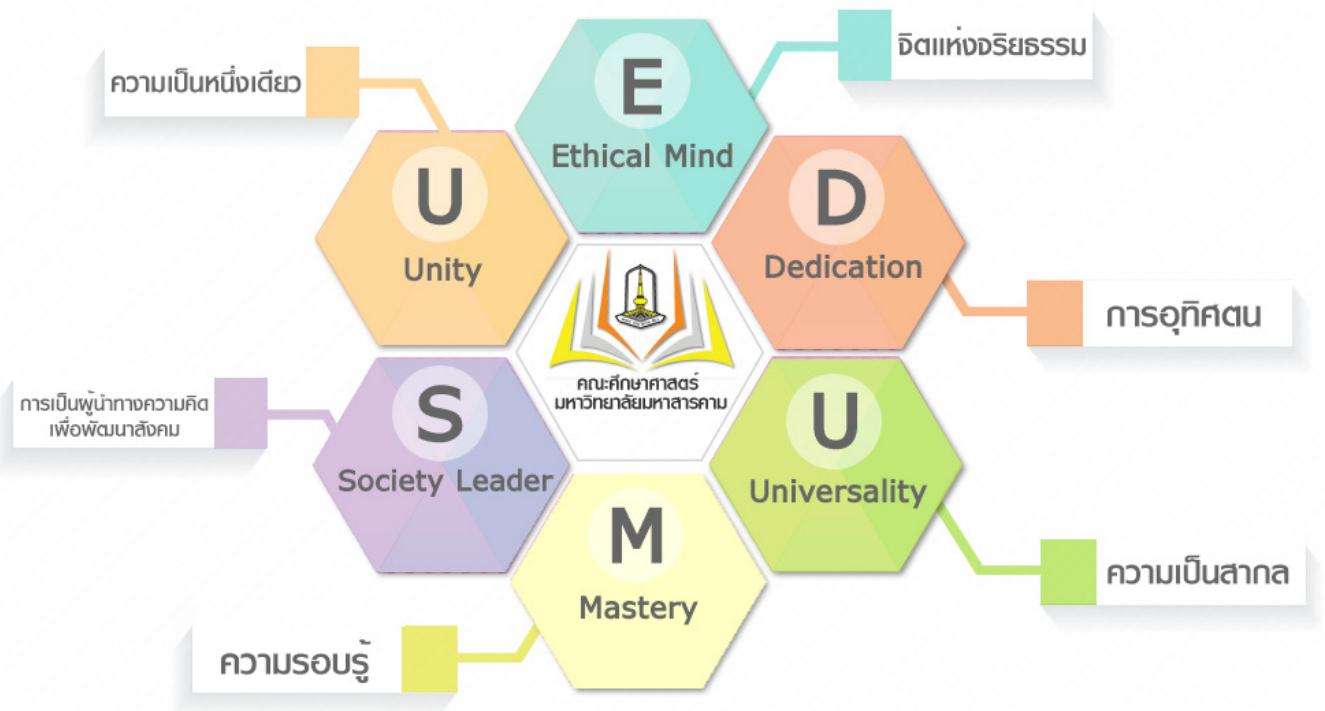 E
Ethical Mind
จิตแห่งจริยธรรม
D
Dedication
การอุทิศตน
U
Universality
ความเป็นสากล
M
Mastery
ความรอบรู้
S
Society Leader
การเป็นผู้นำทางความคิด
เพื่อพัฒนาสังคม
U
Unity
ความเป็นหนึ่งเดียว
คณะศึกษาศาสตร์
มหาวิทยาลัยมหาสารคาม